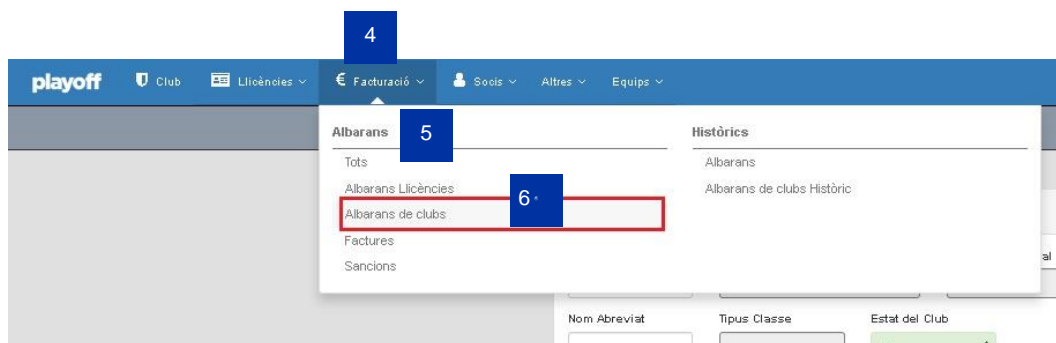 4
playoff Club Llicències € Facturació Socis Altres Equips
Albarans 5 Històrics
Tots Albarans
Albarans Llicències 6 Albarans de clubs Històric
Albarans de clubs
Factures
Sancions
al
Nom Abreviat Tipus Classe Estat del Club